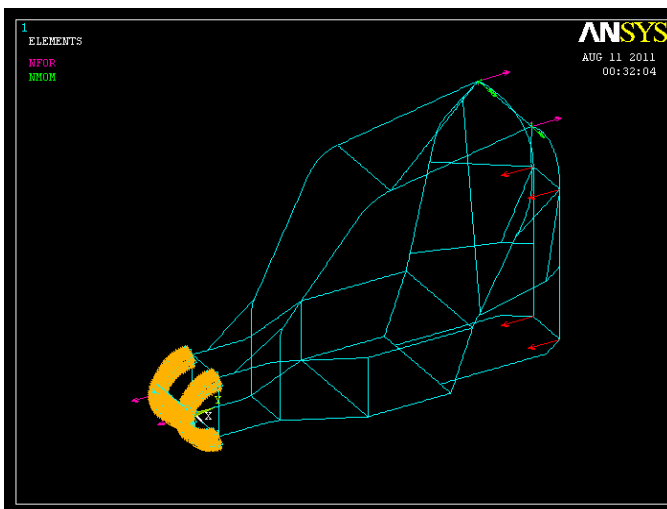 1
ELEMENTS
NFOR
NMOM
ANSYS
AUG 11 2011
00:32:04
Y
X